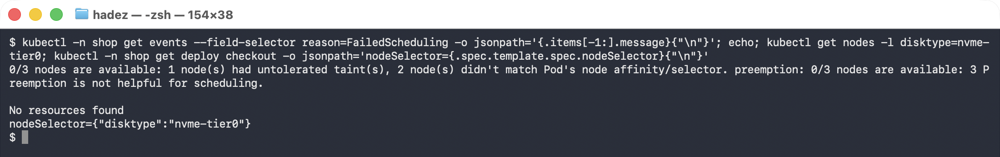 hadez — -zsh — 154×38
$ kubectl -n shop get events --field-selector reason=FailedScheduling -o jsonpath='{.items[-1:].message}{"\n"}'; echo; kubectl get nodes -l disktype=nvme-
tier0; kubectl -n shop get deploy checkout -o jsonpath='nodeSelector={.spec.template.spec.nodeSelector}{"\n"}'
0/3 nodes are available: 1 node(s) had untolerated taint(s), 2 node(s) didn't match Pod's node affinity/selector. preemption: 0/3 nodes are available: 3 P
reemption is not helpful for scheduling.

No resources found
nodeSelector={"disktype":"nvme-tier0"}
$